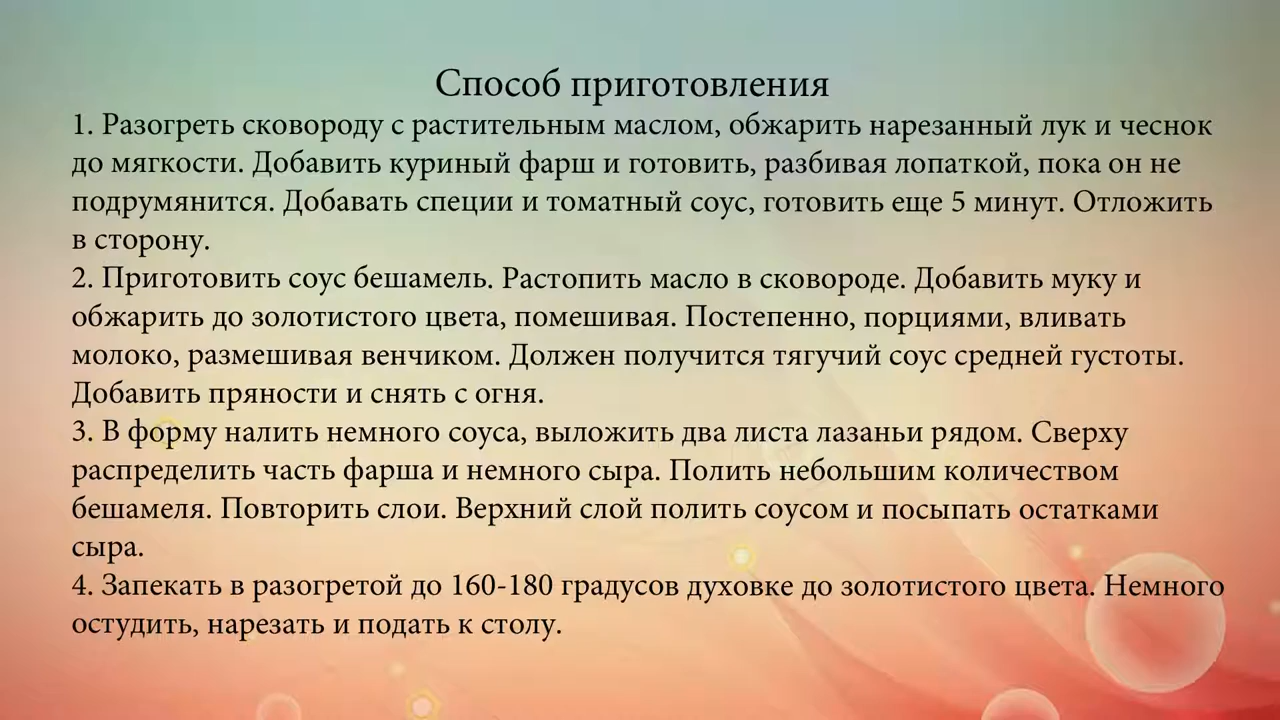 Способ приготовления
1. Разогреть сковороду с растительным маслом, обжарить нарезанный лук и чеснок
до мягкости. Добавить куриный фарш и готовить, разбивая лопаткой, пока он не
подрумянится. Добавать специи и томатный соус, готовить еще 5 минут. Отложить
в сторону.
2. Приготовить соус бешамель. Растопить масло в сковороде. Добавить муку и
обжарить до золотистого цвета, помешивая. Постепенно, порциями, вливать
молоко, размешивая венчиком. Должен получится тягучий соус средней густоты.
Добавить пряности и снять с огня.
3. В форму налить немного соуса, выложить два листа лазаньи рядом. Сверху
распределить часть фарша и немного сыра. Полить небольшим количеством
бешамеля. Повторить слои. Верхний слой полить соусом и посыпать остатками
сыра.
4. Запекать в разогретой до 160-180 градусов духовке до золотистого цвета. Немного
остудить, нарезать и подать к столу.